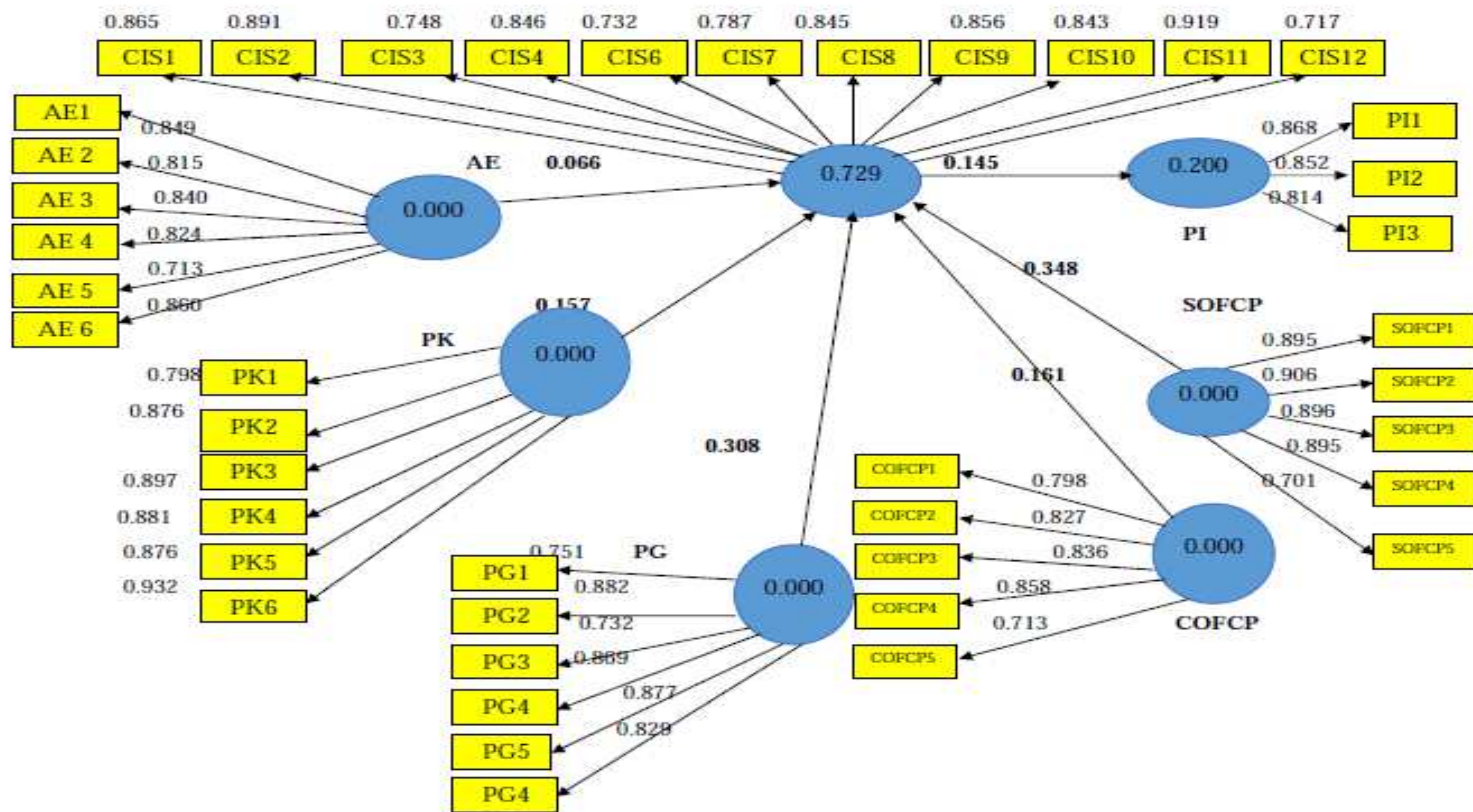 0.865 0.891 0.748 0.846 0.732 0.787 0.845 0.856 0.843 0.919 0.717
CIS1 CIS2 CIS3 CIS4 CIS6 CIS7 CIS8 CIS9 CIS10 CIS11 CIS12
AE1
0.849
AE 2
0.815
AE 3
0.840
AE 4
0.824
AE 5
0.713
AE 6
0.860
AE
0.066
0.000
0.729
0.145
0.200
PI
0.868
PI1
0.852
PI2
0.814
PI3
0.157
PK
0.000
0.798
PK1
0.876
PK2
PK3
0.897
PK4
0.881
PK5
0.876
PK6
0.932
0.348
SOFCP
0.000
0.895
SOFCP1
0.906
SOFCP2
0.896
SOFCP3
0.895
SOFCP4
0.701
SOFCP5
0.161
0.308
PG
0.000
0.751
PG1
0.882
PG2
0.732
PG3
0.869
PG4
0.877
PG5
0.829
PG4
COFCP1
0.798
COFCP2
0.827
COFCP3
0.836
COFCP4
0.858
COFCP5
0.713
0.000
COFCP